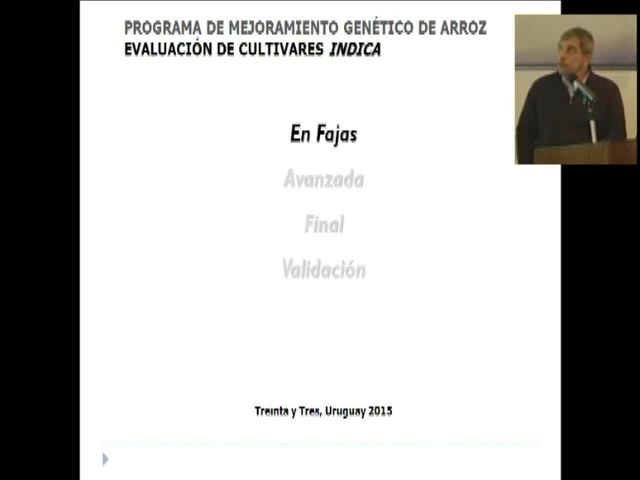 PROGRAMA DE MEJORAMIENTO GENÉTICO DE ARROZ
EVALUACIÓN DE CULTIVARES INDICA
En Fajas
Avanzada
Final
Validación
Treinta y Tres, Uruguay 2015